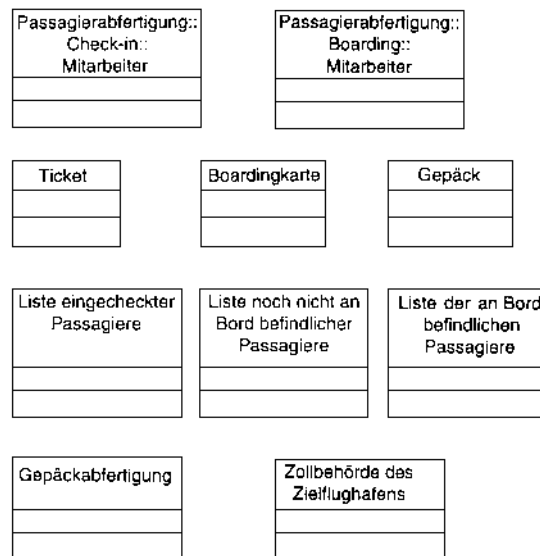 Passagierabfertigung::
Check-in::
Mitarbeiter
Passagierabfertigung::
Boarding::
Mitarbeiter
Ticket
Boardingkarte
Gepäck
Liste eingecheckter
Passagiere
Liste noch nicht an
Bord befindlicher
Passagiere
Liste der an Bord
befindlichen
Passagiere
Gepäckabfertigung
Zollbehörde des
Zielflughafens